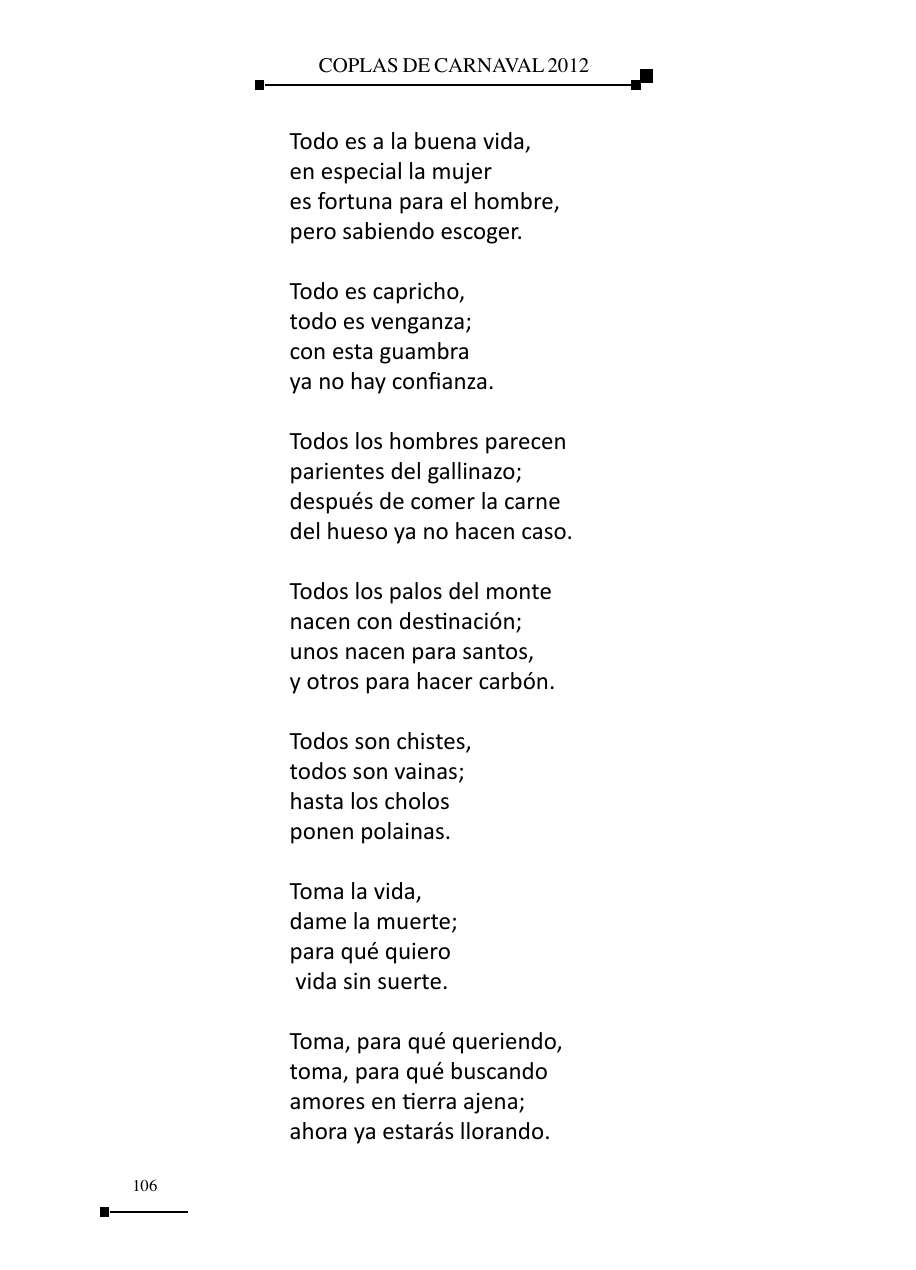 COPLAS DE CARNAVAL 2012
Todo es a la buena vida,
en especial la mujer
es fortuna para el hombre,
pero sabiendo escoger.
Todo es capricho,
todo es venganza;
con esta guambra
ya no hay confianza.
Todos los hombres parecen
parientes del gallinazo;
después de comer la carne
del hueso ya no hacen caso.
Todos los palos del monte
nacen con destinación;
unos nacen para santos,
y otros para hacer carbón.
Todos son chistes,
todos son vainas;
hasta los cholos
ponen polainas.
Toma la vida,
dame la muerte;
para qué quiero
vida sin suerte.
Toma, para qué queriendo,
toma, para qué buscando
amores en tierra ajena;
ahora ya estarás llorando.
106